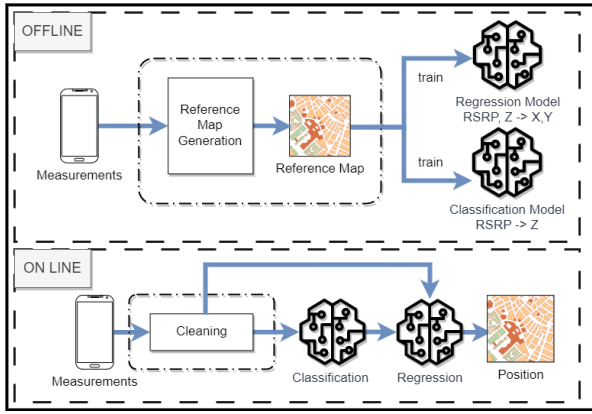 OFFLINE
Measurements
Reference
Map
Generation
Reference Map
train
Regression Model
RSRP, Z -> X,Y
train
Classification Model
RSRP -> Z
ON LINE
Measurements
Cleaning
Classification
Regression
Position